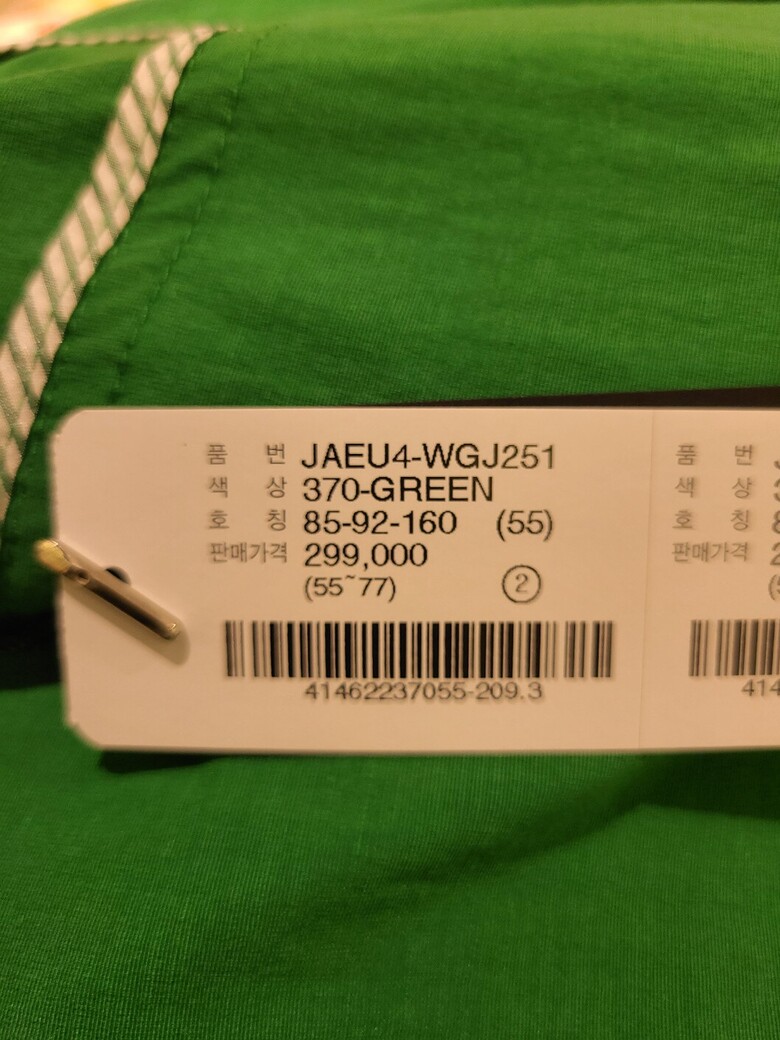 품 번 JAEU4-WGJ251
색 상 370-GREEN
호 칭 85-92-160 (55)
판매가격 299,000
(55~77) ②
41462237055-209.3
품 번
색 상
호 칭
판매가격
414